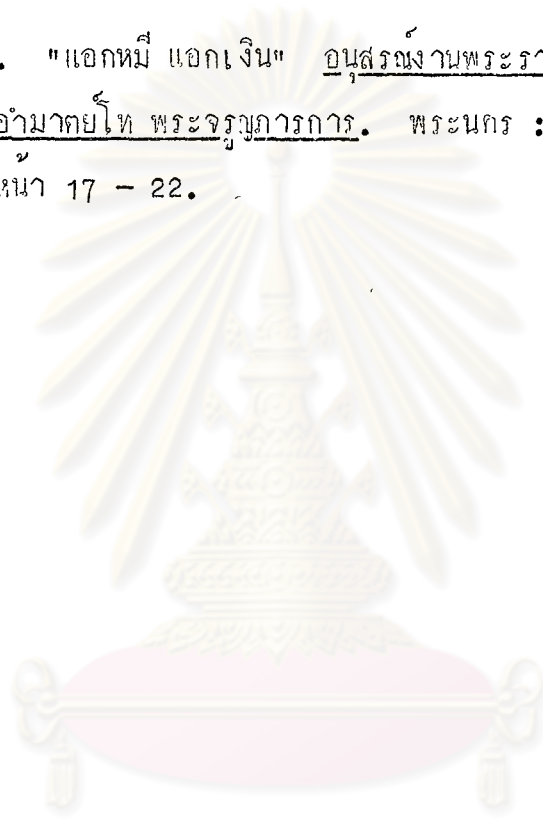 . "แอกหมี แอกเงิน" อนุสรณ์งานพระรา
อำมาตย์โท พระจรูญภารการ. พระนคร :
หน้า 17 - 22.